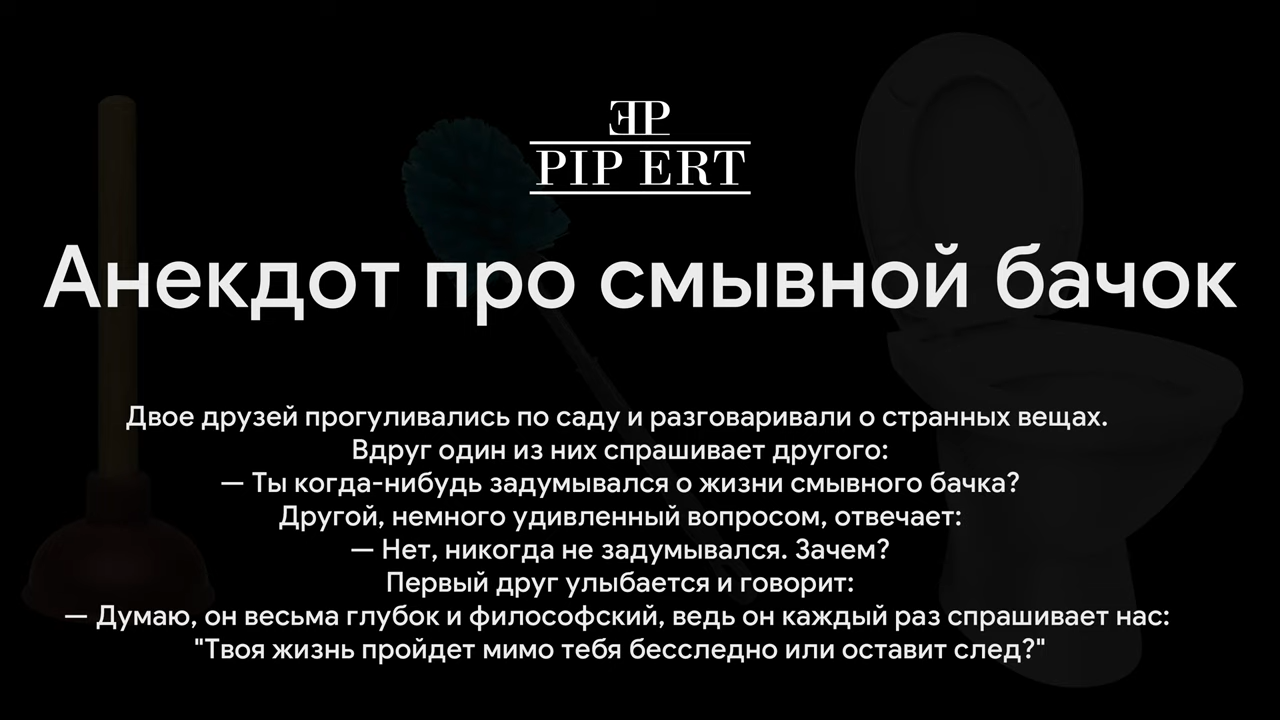 ƎP
PIP ERT
Анекдот про смывной бачок
Двое друзей прогуливались по саду и разговаривали о странных вещах.
Вдруг один из них спрашивает другого:
— Ты когда-нибудь задумывался о жизни смывного бачка?
Другой, немного удивленный вопросом, отвечает:
— Нет, никогда не задумывался. Зачем?
Первый друг улыбается и говорит:
— Думаю, он весьма глубок и философский, ведь он каждый раз спрашивает нас:
"Твоя жизнь пройдет мимо тебя бесследно или оставит след?"